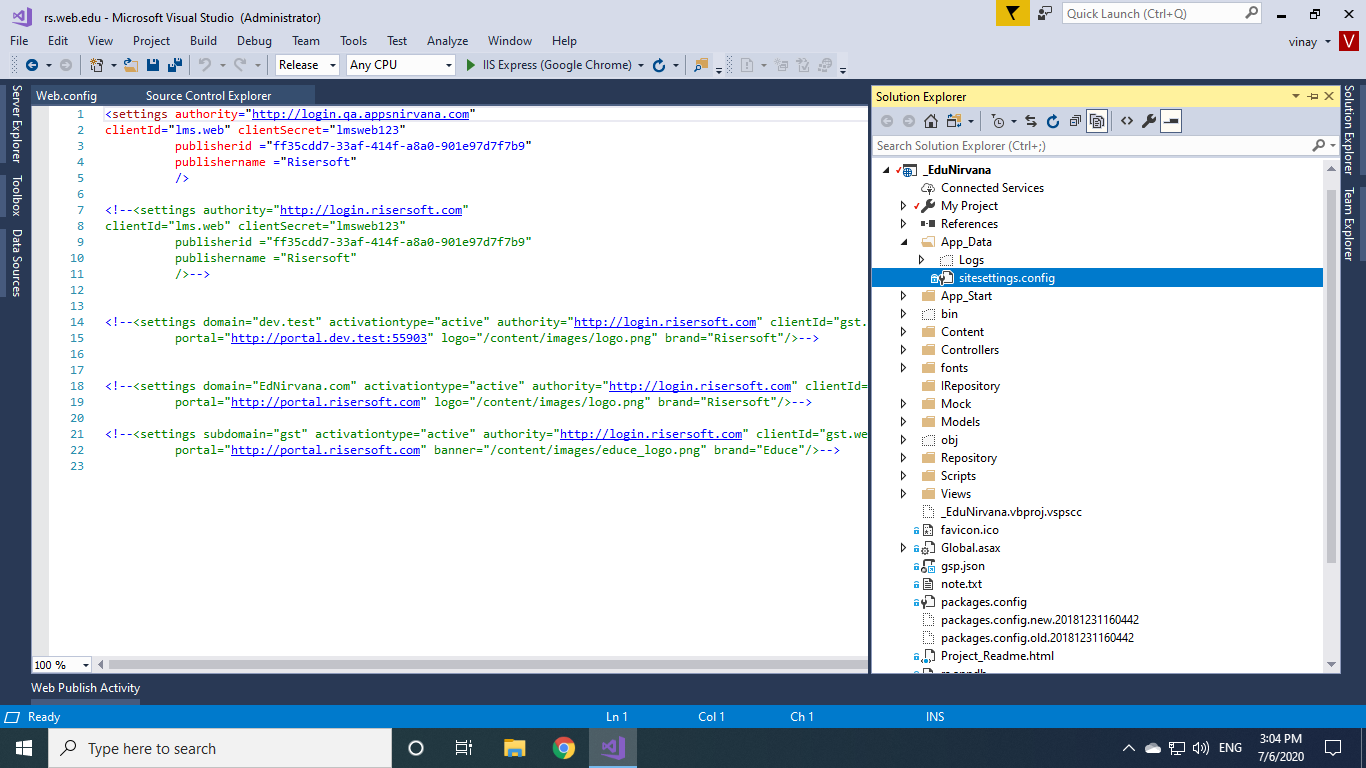 rs.web.edu - Microsoft Visual Studio (Administrator)
Quick Launch (Ctrl+Q)
File Edit View Project Build Debug Team Tools Test Analyze Window Help
vinay V
Release Any CPU IIS Express (Google Chrome)
Server Explorer
Toolbox
Data Sources
Web.config Source Control Explorer
1 <settings authority="http://login.qa.appsnirvana.com"
2 clientId="lms.web" clientSecret="lmsweb123"
3 publisherid ="ff35cdd7-33af-414f-a8a0-901e97d7f7b9"
4 publishername ="Risersoft"
5 />
6
7 <!--<settings authority="http://login.risersoft.com"
8 clientId="lms.web" clientSecret="lmsweb123"
9 publisherid ="ff35cdd7-33af-414f-a8a0-901e97d7f7b9"
10 publishername ="Risersoft"
11 />-->
12
13
14 <!--<settings domain="dev.test" activationtype="active" authority="http://login.risersoft.com" clientId="gst.
15 portal="http://portal.dev.test:55903" logo="/content/images/logo.png" brand="Risersoft"/>-->
16
17
18 <!--<settings domain="EdNirvana.com" activationtype="active" authority="http://login.risersoft.com" clientId=
19 portal="http://portal.risersoft.com" logo="/content/images/logo.png" brand="Risersoft"/>-->
20
21 <!--<settings subdomain="gst" activationtype="active" authority="http://login.risersoft.com" clientId="gst.we
22 portal="http://portal.risersoft.com" banner="/content/images/educe_logo.png" brand="Educe"/>-->
23
100 %
Solution Explorer
Search Solution Explorer (Ctrl+;)
_EduNirvana
Connected Services
My Project
References
App_Data
Logs
sitesettings.config
App_Start
bin
Content
Controllers
fonts
IRepository
Mock
Models
obj
Repository
Scripts
Views
_EduNirvana.vbproj.vspscc
favicon.ico
Global.asax
gsp.json
note.txt
packages.config
packages.config.new.20181231160442
packages.config.old.20181231160442
Project_Readme.html
Solution Explorer
Team Explorer
Web Publish Activity
Ready Ln 1 Col 1 Ch 1 INS
Type here to search
ENG
3:04 PM
7/6/2020